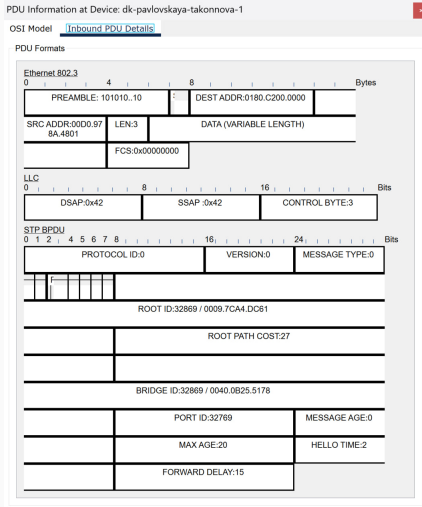 PDU Information at Device: dk-pavlovskaya-takonnova-1
OSI Model Inbound PDU Details
PDU Formats
Ethernet 802.3
0 4 8 Bytes
PREAMBLE: 101010..10 DEST ADDR:0180.C200.0000
SRC ADDR:00D0.97 LEN:3 DATA (VARIABLE LENGTH)
8A.4801
FCS:0x00000000
LLC
0 8 16 Bits
DSAP:0x42 SSAP :0x42 CONTROL BYTE:3
STP BPDU
0 1 2 4 5 6 7 8 16 24 Bits
PROTOCOL ID:0 VERSION:0 MESSAGE TYPE:0
ROOT ID:32869 / 0009.7CA4.DC61
ROOT PATH COST:27
BRIDGE ID:32869 / 0040.0B25.5178
PORT ID:32769 MESSAGE AGE:0
MAX AGE:20 HELLO TIME:2
FORWARD DELAY:15